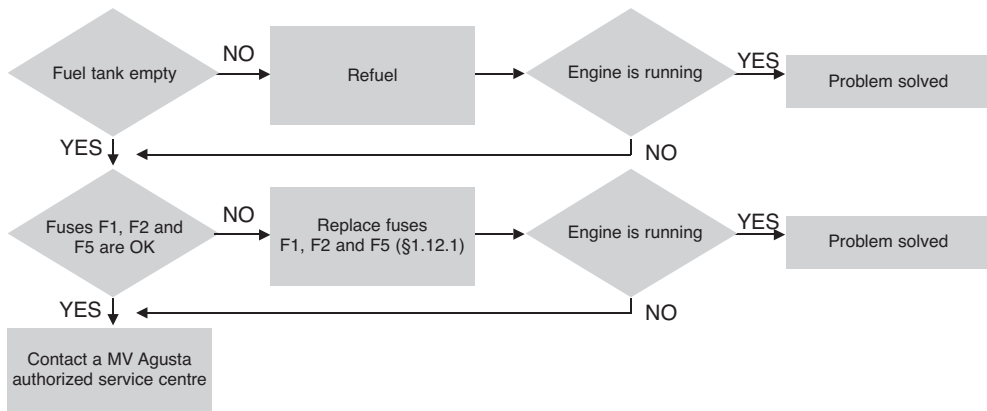 Fuel tank empty
NO
Refuel
Engine is running
YES
Problem solved
YES
NO
Fuses F1, F2 and
F5 are OK
NO
Replace fuses
F1, F2 and F5 (§1.12.1)
Engine is running
YES
Problem solved
YES
NO
Contact a MV Agusta
authorized service centre